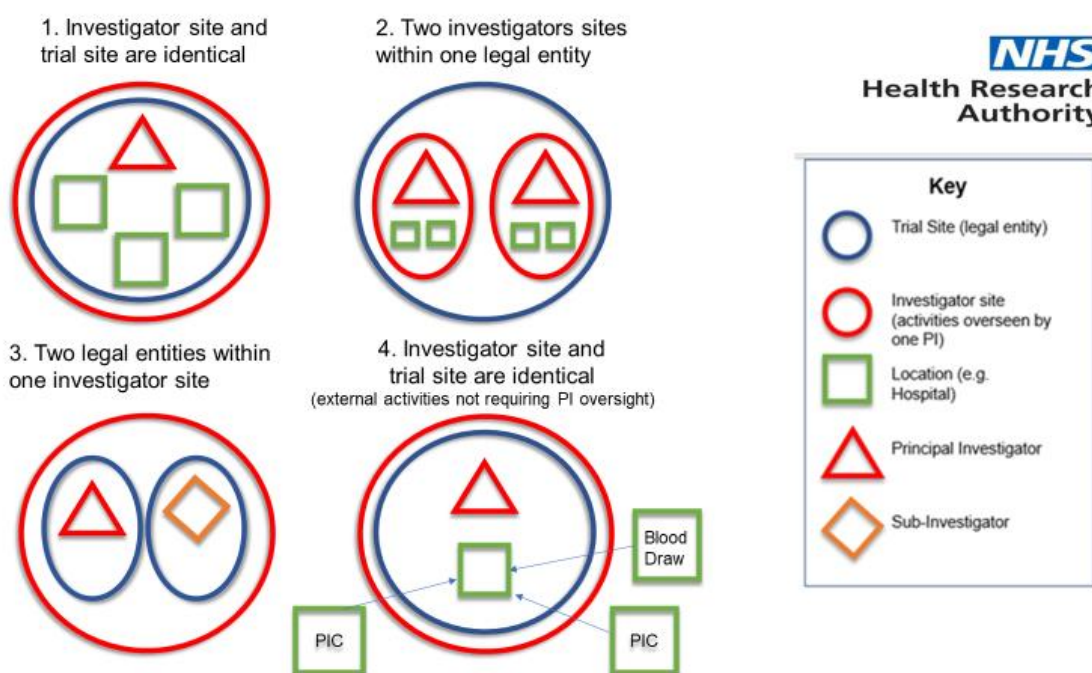 1. Investigator site and
trial site are identical
2. Two investigators sites
within one legal entity
NHS
Health Research
Authority
Key
Trial Site (legal entity)
Investigator site
(activities overseen by
one PI)
Location (e.g.
Hospital)
Principal Investigator
Sub-Investigator
3. Two legal entities within
one investigator site
4. Investigator site and
trial site are identical
(external activities not requiring PI oversight)
Blood
Draw
PIC
PIC